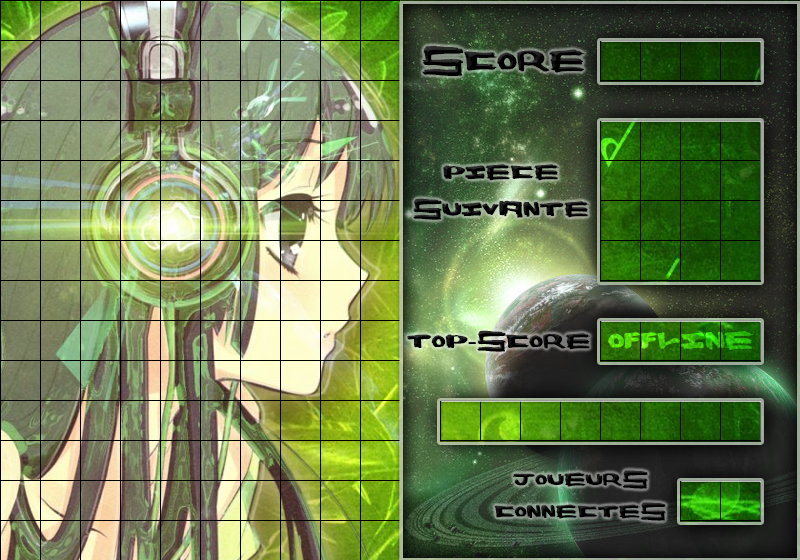 SCORE
PIECE
SUIVANTE
TOP-SCORE
OFFLINE
JOUEURS
CONNECTES